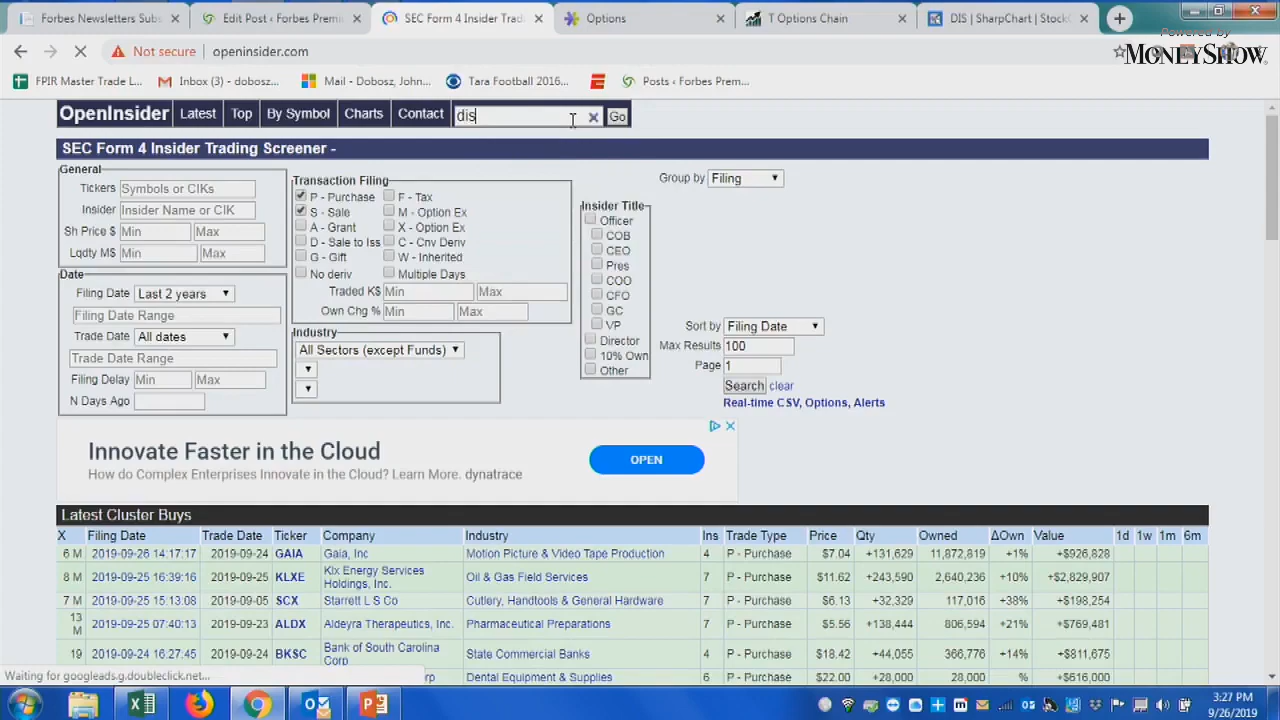 Forbes Newsletters Subs
Edit Post ‹ Forbes Premi
SEC Form 4 Insider Tradi
Options
T Options Chain
DIS | SharpChart | StockC
Not secure | openinsider.com
Powered by
MONEYSHOW
FPIR Master Trade L...
Inbox (3) - dobosz...
Mail - Dobosz, John...
Tara Football 2016...
Posts ‹ Forbes Prem...
OpenInsider Latest Top By Symbol Charts Contact dis Go
SEC Form 4 Insider Trading Screener -
General
Tickers Symbols or CIKs
Insider Insider Name or CIK
Sh Price $ Min Max
Lqdty M$ Min Max
Date
Filing Date Last 2 years
Filing Date Range
Trade Date All dates
Trade Date Range
Filing Delay Min Max
N Days Ago
Transaction Filing
P - Purchase F - Tax
S - Sale M - Option Ex
A - Grant X - Option Ex
D - Sale to Iss C - Cnv Deriv
G - Gift W - Inherited
No deriv Multiple Days
Traded K$ Min Max
Own Chg % Min Max
Industry
All Sectors (except Funds)
Insider Title
Officer
COB
CEO
Pres
COO
CFO
GC
VP
Director
10% Own
Other
Group by Filing
Sort by Filing Date
Max Results 100
Page 1
Search clear
Real-time CSV, Options, Alerts
Innovate Faster in the Cloud
How do Complex Enterprises Innovate in the Cloud? Learn More. dynatrace
OPEN
Latest Cluster Buys
X Filing Date Trade Date Ticker Company Industry Ins Trade Type Price Qty Owned ΔOwn Value 1d 1w 1m 6m
6 M 2019-09-26 14:17:17 2019-09-24 GAIA Gaia, Inc Motion Picture & Video Tape Production 4 P - Purchase $7.04 +131,629 11,872,819 +1% +$926,828
8 M 2019-09-25 16:39:16 2019-09-25 KLXE Klx Energy Services Holdings, Inc. Oil & Gas Field Services 7 P - Purchase $11.62 +243,590 2,640,236 +10% +$2,829,907
7 M 2019-09-25 15:13:08 2019-09-05 SCX Starrett L S Co Cutlery, Handtools & General Hardware 7 P - Purchase $6.13 +32,329 117,016 +38% +$198,254
13 M 2019-09-25 07:40:13 2019-09-23 ALDX Aldeyra Therapeutics, Inc. Pharmaceutical Preparations 7 P - Purchase $5.56 +138,444 806,594 +21% +$769,481
19 2019-09-24 16:27:45 2019-09-24 BKSC Bank of South Carolina Corp State Commercial Banks 4 P - Purchase $18.42 +44,055 366,776 +14% +$811,675
Dental Equipment & Supplies 6 P - Purchase $22.00 +28,000 28,000 % +$616,000
Waiting for googleads.g.doubleclick.net...
3:27 PM
9/26/2019